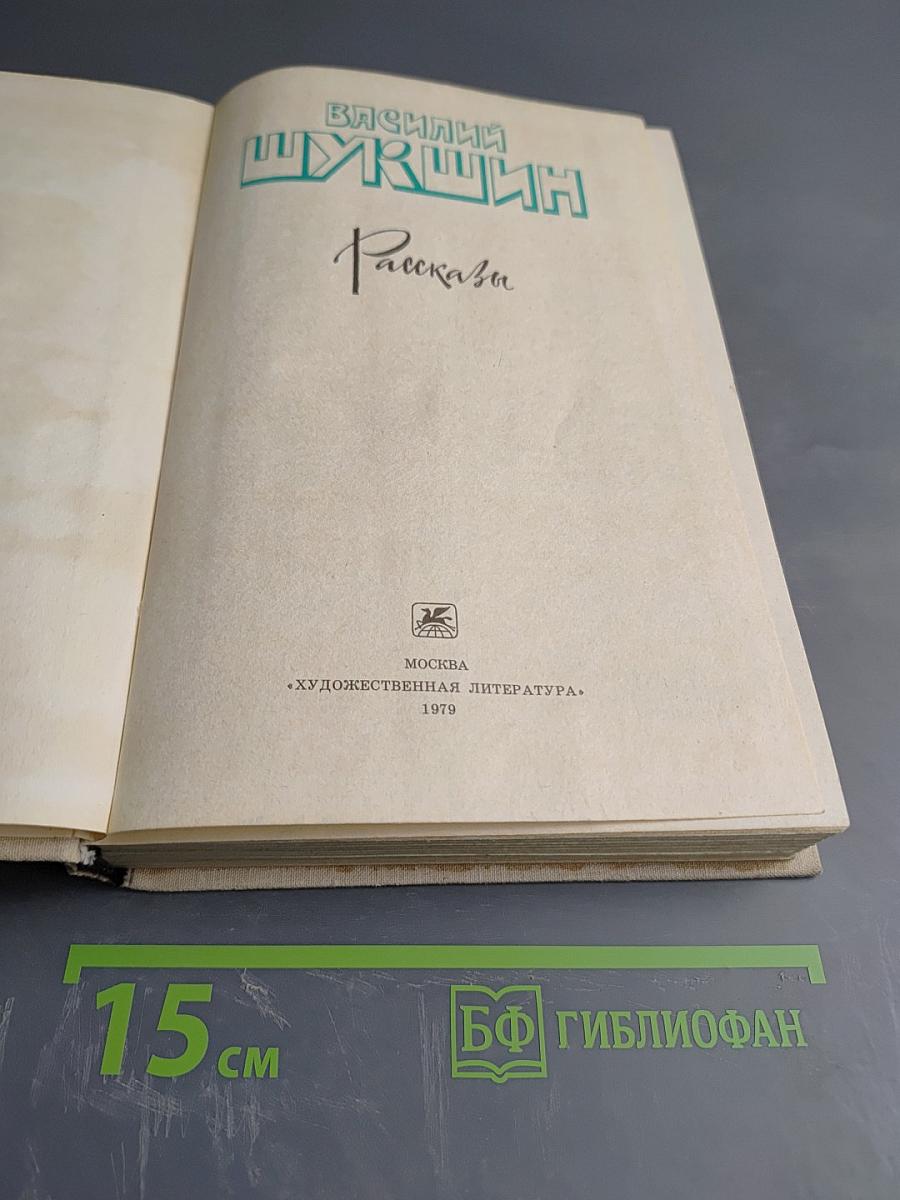 ВАСИЛИЙ
ШУКШИН
Рассказы
МОСКВА
«ХУДОЖЕСТВЕННАЯ ЛИТЕРАТУРА»
1979
15 см
БФ ГИБЛИОФАН